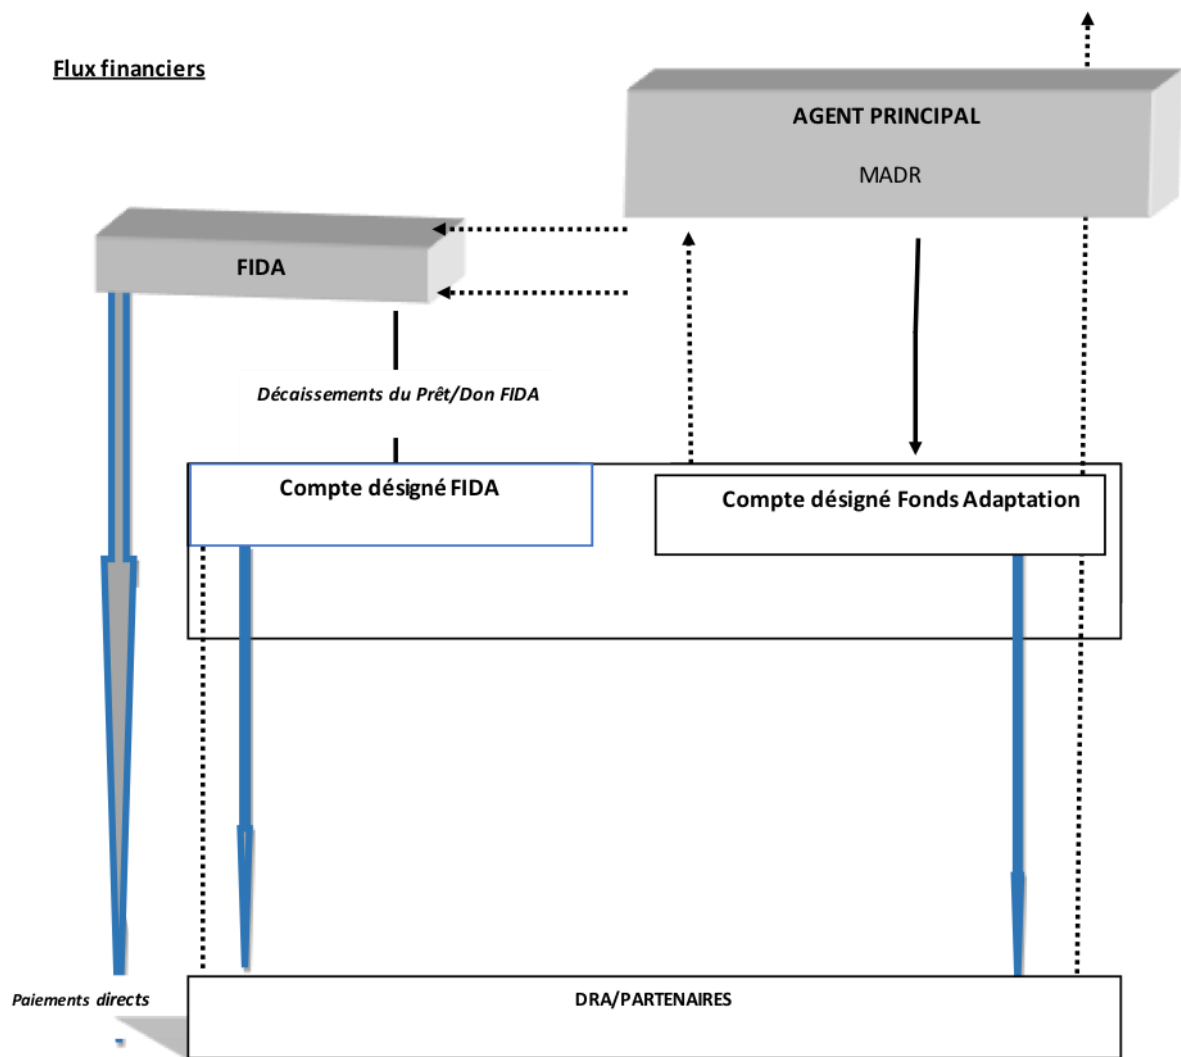 Flux financiers
AGENT PRINCIPAL
MADR
FIDA
Décaissements du Prêt/Don FIDA
Compte désigné FIDA
Compte désigné Fonds Adaptation
Paiements directs
DRA/PARTENAIRES